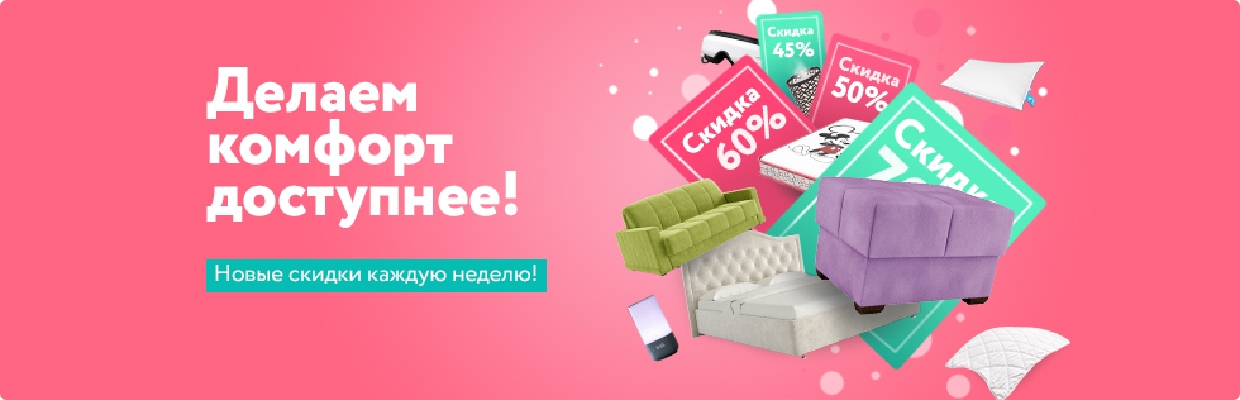 Делаем
комфорт
доступнее!
Новые скидки каждую неделю!
Скидка
45%
Скидка
50%
Скидка
60%
Скидка